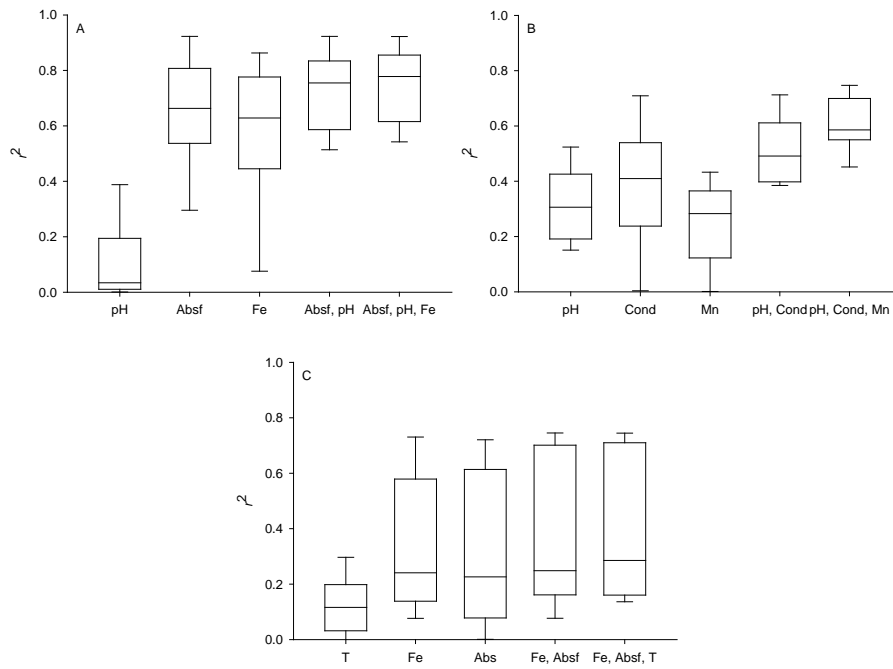 A
1.0
0.8
0.6
0.4
0.2
0.0
r²
pH Absf Fe Absf, pH Absf, pH, Fe
B
1.0
0.8
0.6
0.4
0.2
0.0
r²
pH Cond Mn pH, Cond pH, Cond, Mn
C
1.0
0.8
0.6
0.4
0.2
0.0
r²
T Fe Abs Fe, Absf Fe, Absf, T